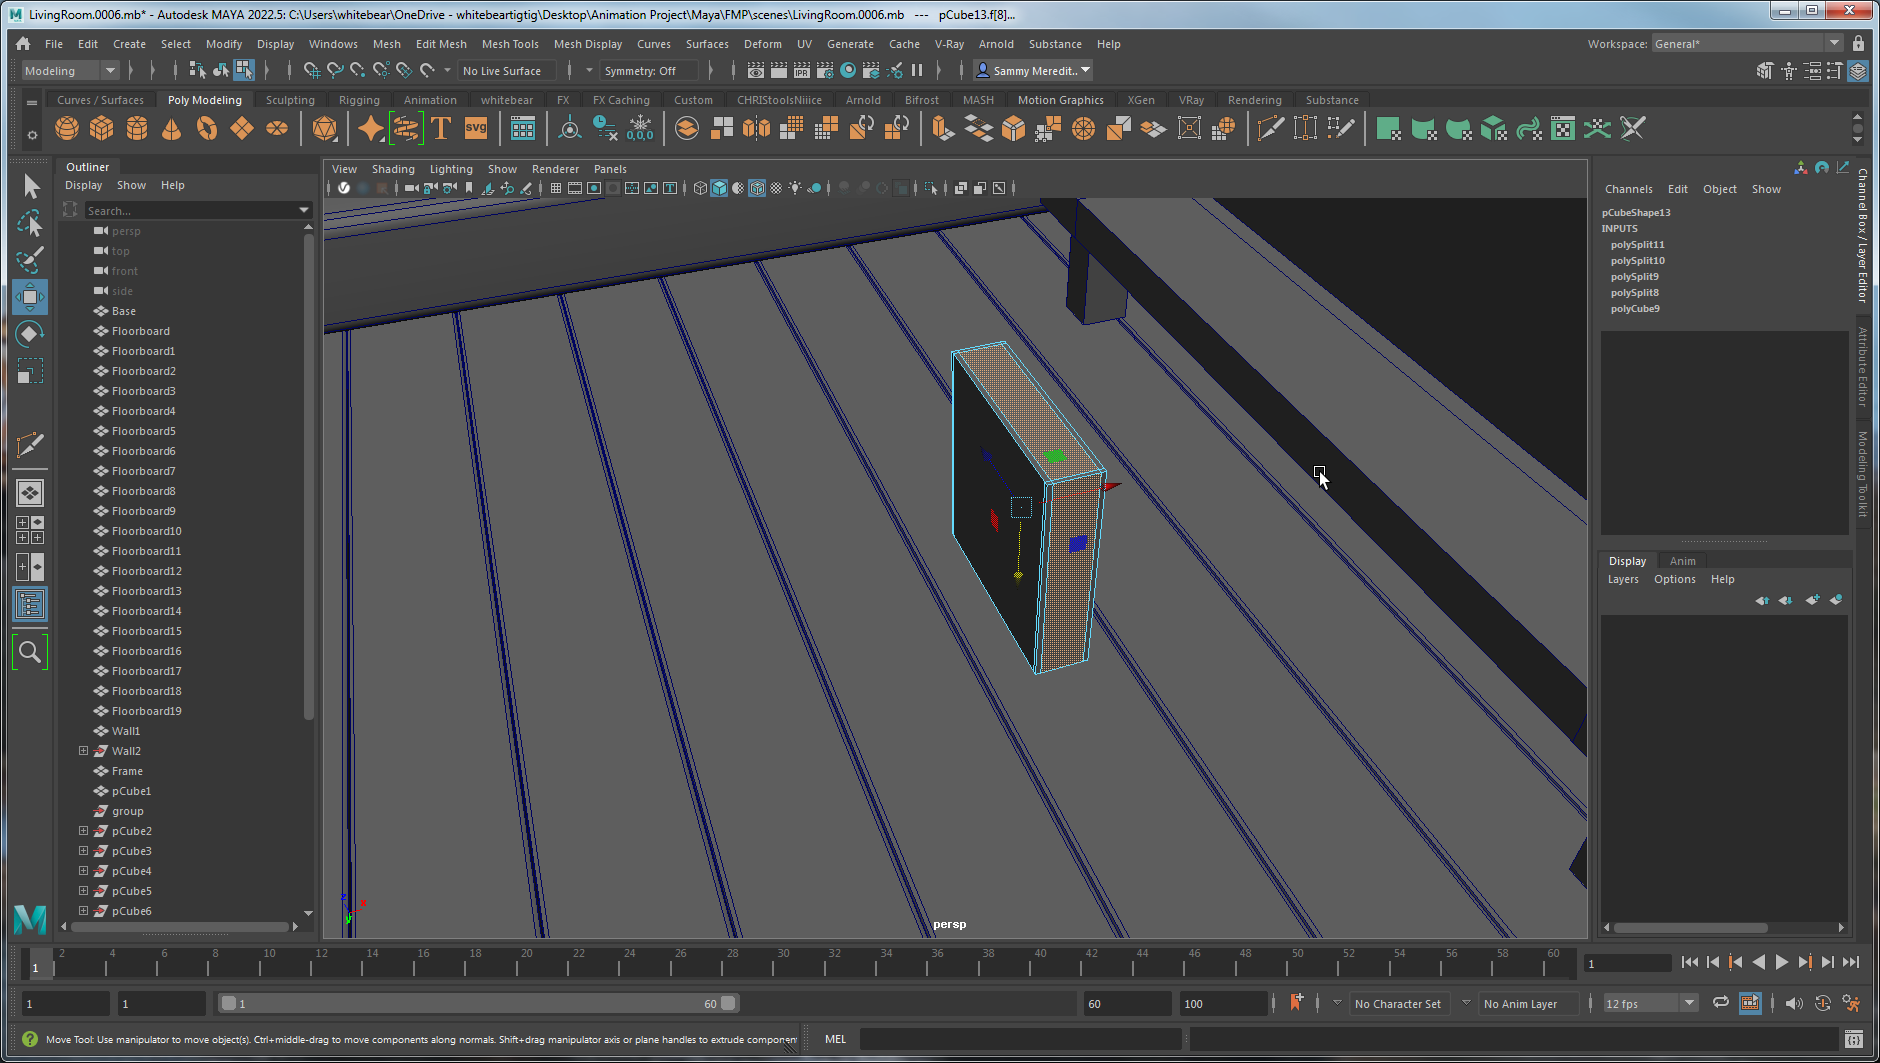 LivingRoom.0006.mb* - Autodesk MAYA 2022.5: C:\Users\whitebear\OneDrive - whitebeartigtig\Desktop\Animation Project\Maya\FMP\scenes\LivingRoom.0006.mb --- pCube13.f[8]...
File Edit Create Select Modify Display Windows Mesh Edit Mesh Mesh Tools Mesh Display Curves Surfaces Deform UV Generate Cache V-Ray Arnold Substance Help
Workspace: General*
Modeling
No Live Surface
Symmetry: Off
IPR
Sammy Meredit..
Curves / Surfaces Poly Modeling Sculpting Rigging Animation whitebear FX FX Caching Custom CHRIStoolsNiiice Arnold Bifrost MASH Motion Graphics XGen VRay Rendering Substance
T
svg
0,0,0
Outliner
Display Show Help
Search...
persp
top
front
side
Base
Floorboard
Floorboard1
Floorboard2
Floorboard3
Floorboard4
Floorboard5
Floorboard6
Floorboard7
Floorboard8
Floorboard9
Floorboard10
Floorboard11
Floorboard12
Floorboard13
Floorboard14
Floorboard15
Floorboard16
Floorboard17
Floorboard18
Floorboard19
Wall1
Wall2
Frame
pCube1
group
pCube2
pCube3
pCube4
pCube5
pCube6
View Shading Lighting Show Renderer Panels
z
x
y
persp
Channels Edit Object Show
pCubeShape13
INPUTS
polySplit11
polySplit10
polySplit9
polySplit8
polyCube9
Channel Box / Layer Editor
Attribute Editor
Modeling Toolkit
Display Anim
Layers Options Help
1
2 4 6 8 10 12 14 16 18 20 22 24 26 28 30 32 34 36 38 40 42 44 46 48 50 52 54 56 58 60
1
1
1
1
60
60
100
No Character Set
No Anim Layer
12 fps
Move Tool: Use manipulator to move object(s). Ctrl+middle-drag to move components along normals. Shift+drag manipulator axis or plane handles to extrude componen
MEL